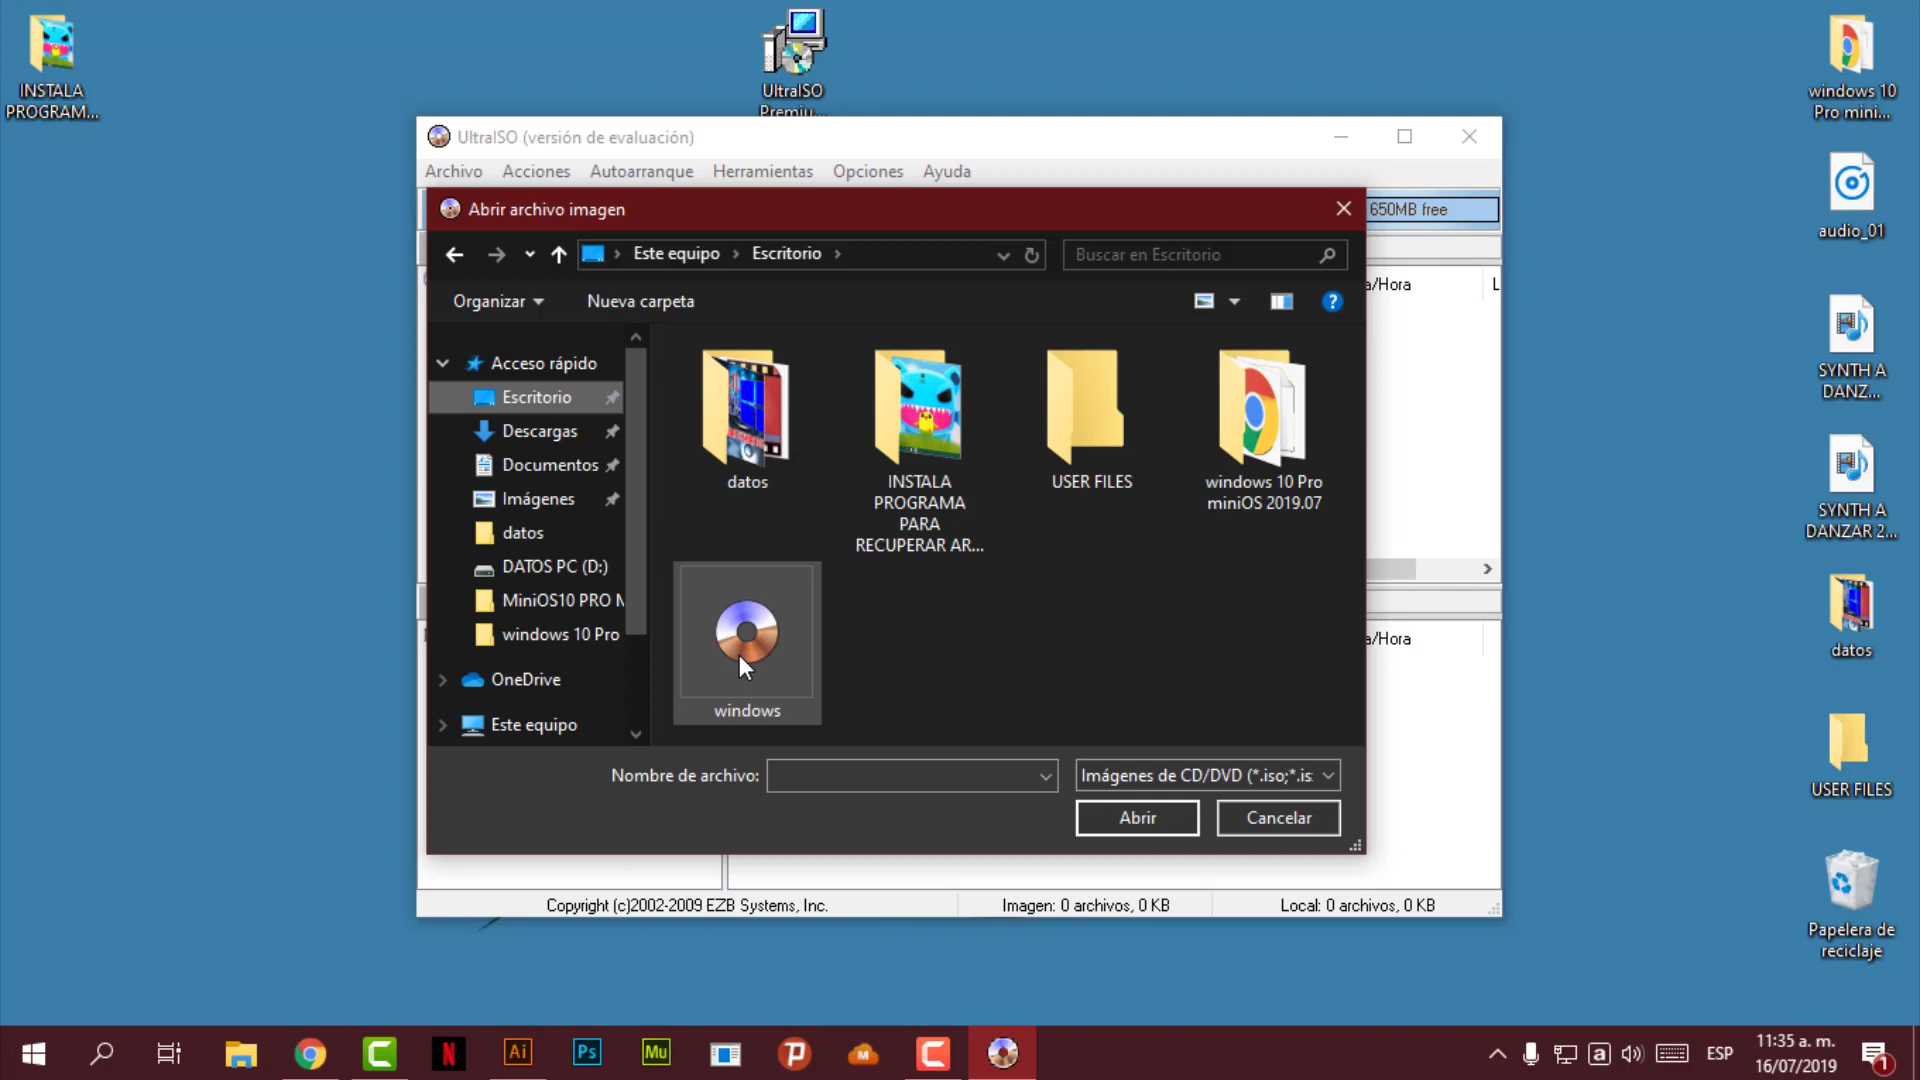 INSTALA
PROGRAM...
UltraISO
Premiu...
windows 10
Pro mini...
audio_01
SYNTH A
DANZ...
SYNTH A
DANZAR 2...
datos
USER FILES
Papelera de
reciclaje
UltraISO (versión de evaluación)
Archivo Acciones Autoarranque Herramientas Opciones Ayuda
650MB free
a/Hora L
a/Hora
Abrir archivo imagen
Este equipo Escritorio
Buscar en Escritorio
Organizar Nueva carpeta
Acceso rápido
Escritorio
Descargas
Documentos
Imágenes
datos
DATOS PC (D:)
MiniOS10 PRO N
windows 10 Pro
OneDrive
Este equipo
datos
INSTALA
PROGRAMA
PARA
RECUPERAR AR...
USER FILES
windows 10 Pro
miniOS 2019.07
windows
Nombre de archivo:
Imágenes de CD/DVD (*.iso;*.is
Abrir Cancelar
Copyright (c)2002-2009 EZB Systems, Inc. Imagen: 0 archivos, 0 KB Local: 0 archivos, 0 KB
N Ai Ps Mu P M
a ESP
11:35 a. m.
16/07/2019
1